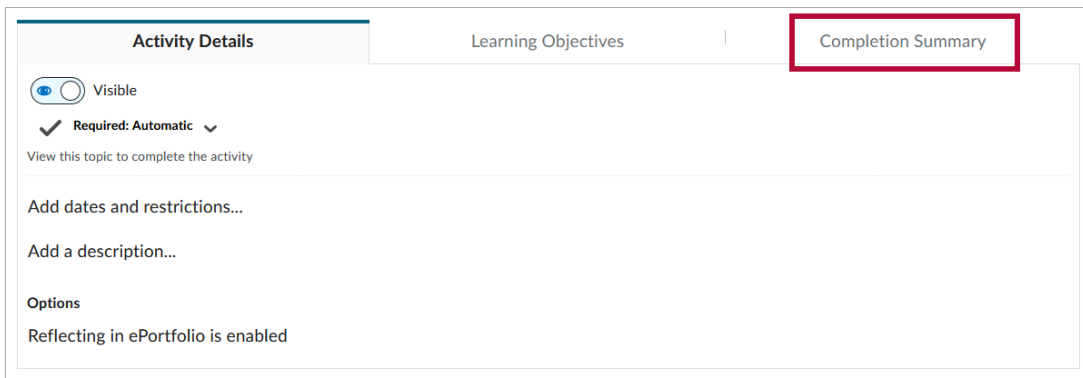 Activity Details Learning Objectives Completion Summary
Visible
Required: Automatic
View this topic to complete the activity
Add dates and restrictions...
Add a description...
Options
Reflecting in ePortfolio is enabled